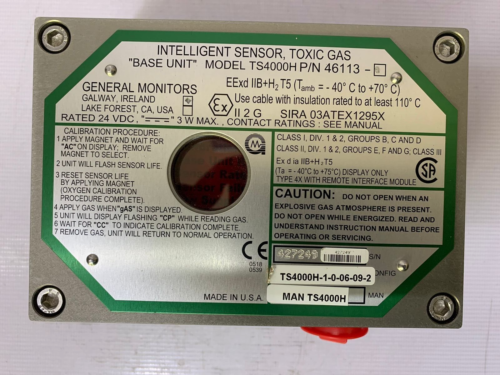 INTELLIGENT SENSOR, TOXIC GAS
"BASE UNIT" MODEL TS4000H P/N 46113 -
GENERAL MONITORS
GALWAY, IRELAND
LAKE FOREST, CA, USA
EExd IIB+H2 T5 (Tamb = - 40° C to +70° C)
Use cable with insulation rated to at least 110° C
Ex II 2 G SIRA 03ATEX1295X
RATED 24 VDC, 3 W MAX., CONTACT RATINGS: SEE MANUAL
CALIBRATION PROCEDURE:
1 APPLY MAGNET AND WAIT FOR
"AC" ON DISPLAY; REMOVE
MAGNET TO SELECT.
2 UNIT WILL FLASH SENSOR LIFE.
3 RESET SENSOR LIFE
BY APPLYING MAGNET
(OXYGEN CALIBRATION
PROCEDURE COMPLETE).
4 APPLY GAS WHEN "gAS" IS DISPLAYED.
5 UNIT WILL DISPLAY FLASHING "CP" WHILE READING GAS.
6 WAIT FOR "CC" TO INDICATE CALIBRATION COMPLETE.
7 REMOVE GAS, UNIT WILL RETURN TO NORMAL OPERATION.
CLASS I, DIV. 1 & 2, GROUPS B, C AND D
CLASS II, DIV. 1 & 2, GROUPS E, F AND G; CLASS III
Ex d ia IIB+H2 T5
(Ta = - 40°C to +75°C) DISPLAY ONLY
TYPE 4X WITH REMOTE INTERFACE MODULE
CAUTION: DO NOT OPEN WHEN AN
EXPLOSIVE GAS ATMOSPHERE IS PRESENT.
DO NOT OPEN WHILE ENERGIZED. READ AND
UNDERSTAND INSTRUCTION MANUAL BEFORE
OPERATING OR SERVICING.
CE
0518
0539
427249 S/N
CONFIG
TS4000H-1-0-06-09-2
MAN TS4000H MAN
MADE IN U.S.A.